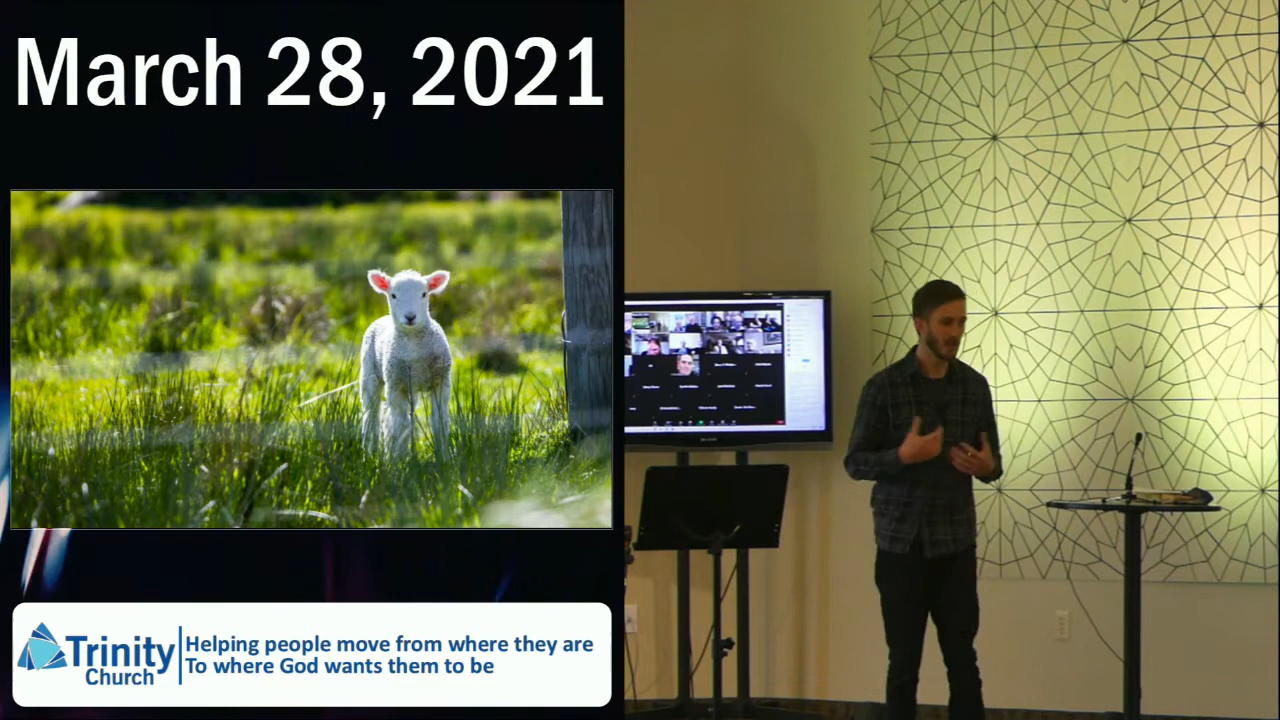 March 28, 2021
Trinity
Church
Helping people move from where they are
To where God wants them to be